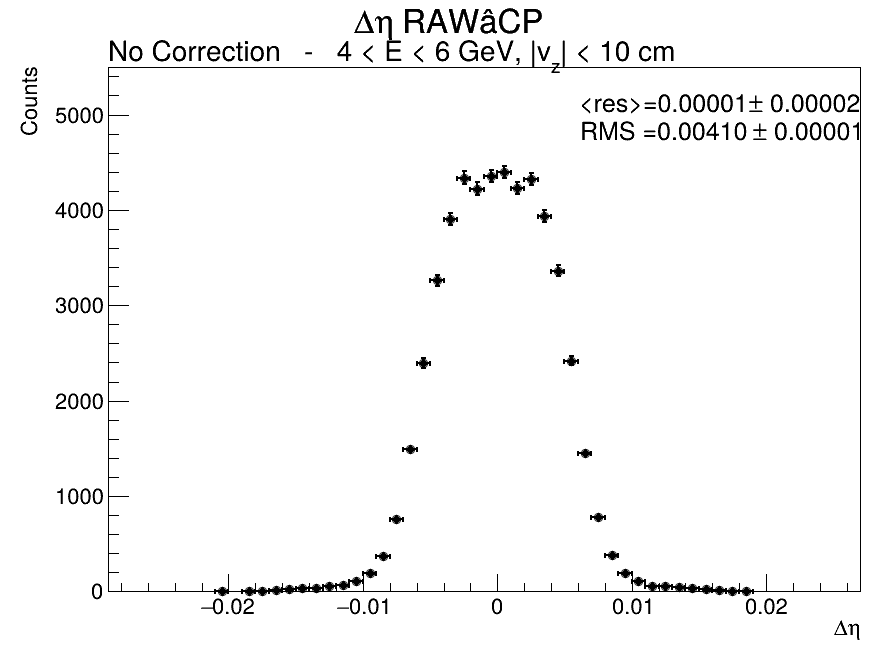 Δη RAWâCP
No Correction - 4 < E < 6 GeV, |v_z| < 10 cm
Counts
<res>=0.00001± 0.00002
RMS =0.00410± 0.00001
5000
4000
3000
2000
1000
0
−0.02 −0.01 0 0.01 0.02
Δη